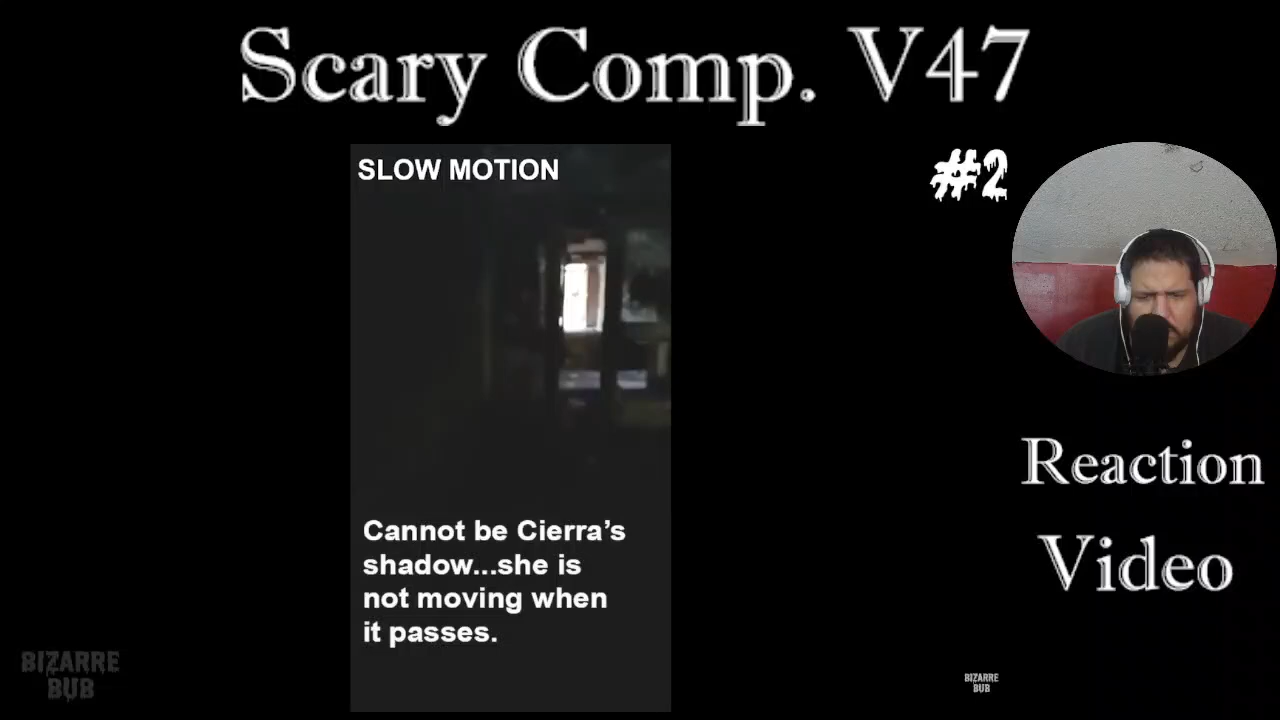 Scary Comp. V47
#2
SLOW MOTION
Cannot be Cierra’s
shadow...she is
not moving when
it passes.
Reaction
Video
BIZARRE
BUB
BIZARRE
BUB